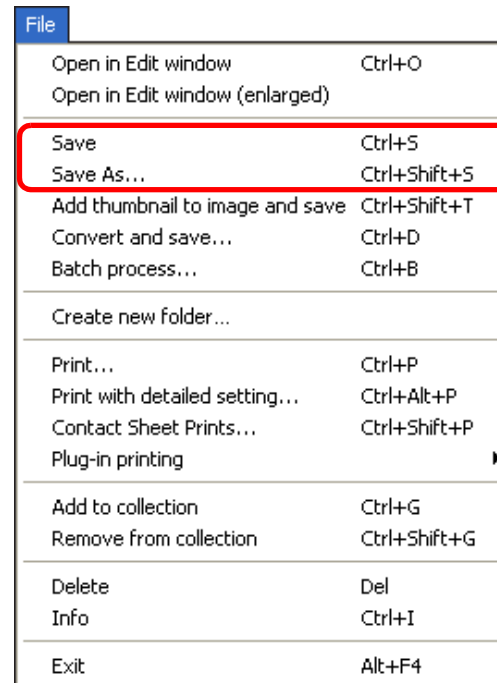 File
Open in Edit window Ctrl+O
Open in Edit window (enlarged)
Save Ctrl+S
Save As... Ctrl+Shift+S
Add thumbnail to image and save Ctrl+Shift+T
Convert and save... Ctrl+D
Batch process... Ctrl+B
Create new folder...
Print... Ctrl+P
Print with detailed setting... Ctrl+Alt+P
Contact Sheet Prints... Ctrl+Shift+P
Plug-in printing
Add to collection Ctrl+G
Remove from collection Ctrl+Shift+G
Delete Del
Info Ctrl+I
Exit Alt+F4